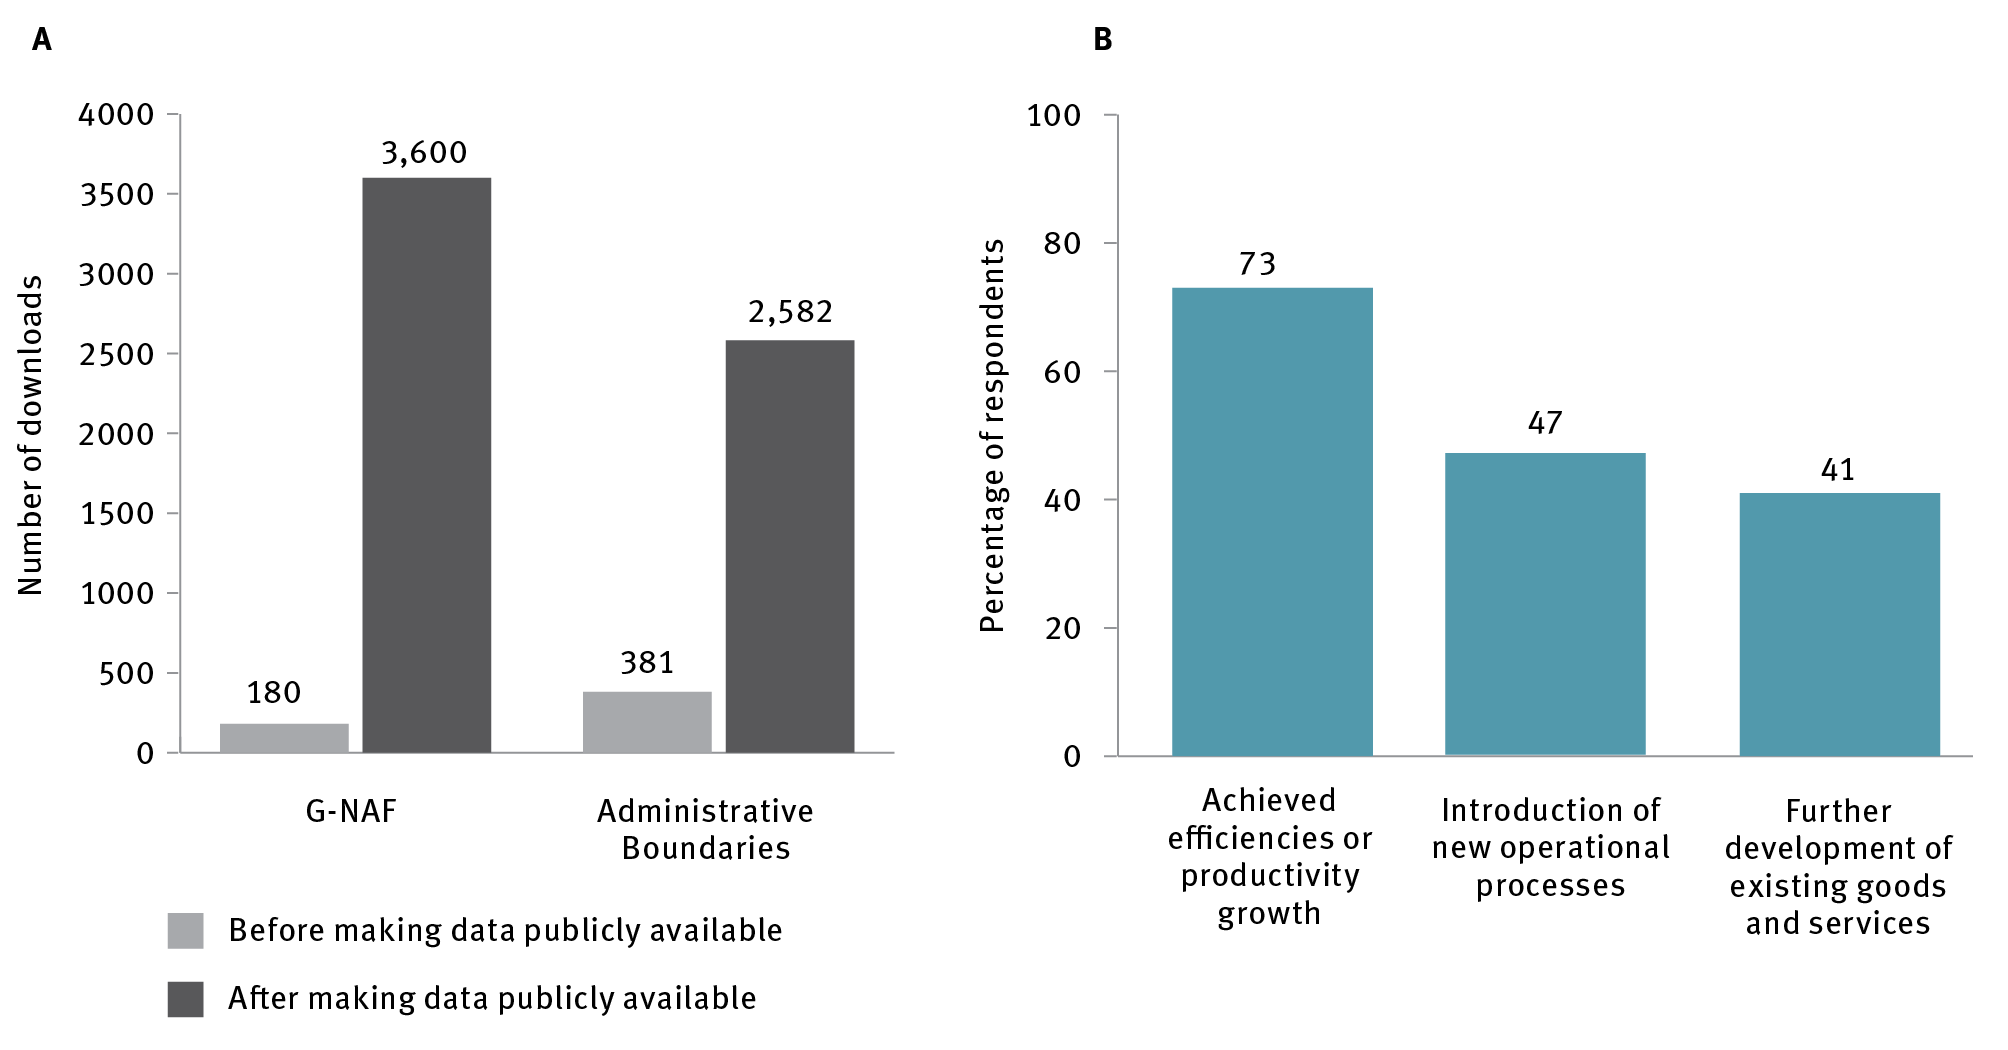 A
4000
3500
3000
2500
2000
1500
1000
500
0
Number of downloads
180
3,600
381
2,582
G-NAF
Administrative
Boundaries
Before making data publicly available
After making data publicly available
B
100
80
60
40
20
0
Percentage of respondents
73
47
41
Achieved
efficiencies or
productivity
growth
Introduction of
new operational
processes
Further
development of
existing goods
and services